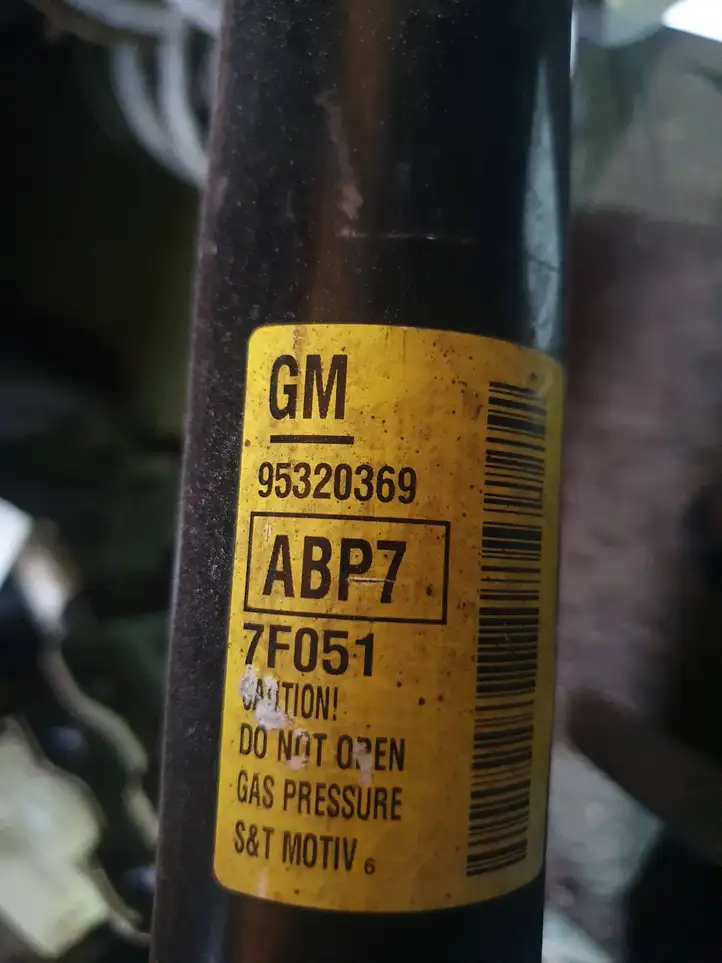 GM
95320369
ABP7
7F051
CAUTION!
DO NOT OPEN
GAS PRESSURE
S&T MOTIV 6